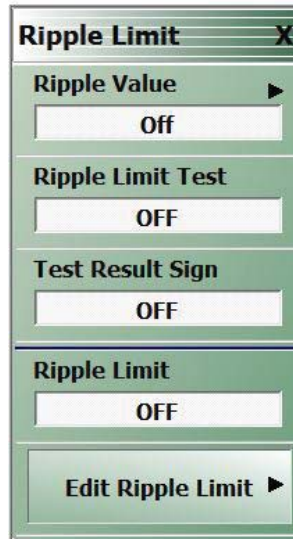 Ripple Limit X
Ripple Value ►
Off
Ripple Limit Test
OFF
Test Result Sign
OFF
Ripple Limit
OFF
Edit Ripple Limit ►